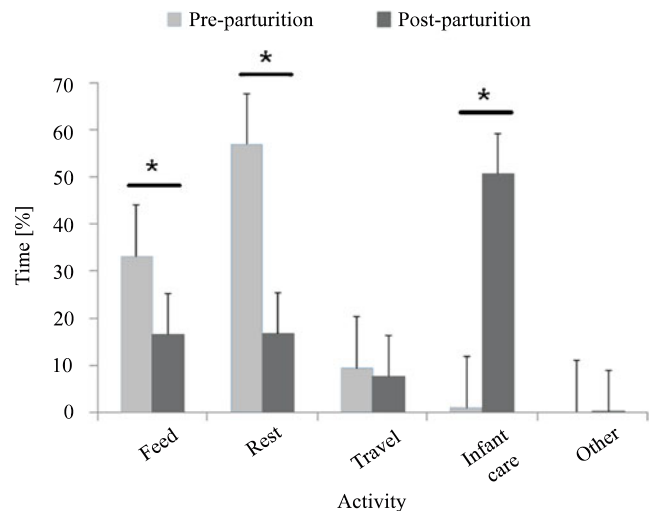 Pre-parturition Post-parturition
*
*
*
70
60
50
40
30
20
10
0
Time [%]
Feed
Rest
Travel
Infant
care
Other
Activity